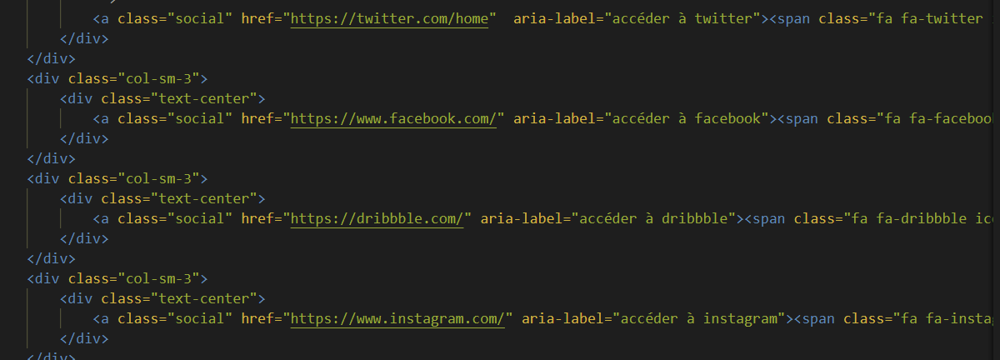 <a class="social" href="https://twitter.com/home"  aria-label="accéder à twitter"><span class="fa fa-twitter
</div>
</div>
<div class="col-sm-3">
<div class="text-center">
<a class="social" href="https://www.facebook.com/" aria-label="accéder à facebook"><span class="fa fa-facebook
</div>
</div>
<div class="col-sm-3">
<div class="text-center">
<a class="social" href="https://dribbble.com/" aria-label="accéder à dribbble"><span class="fa fa-dribbble ic
</div>
</div>
<div class="col-sm-3">
<div class="text-center">
<a class="social" href="https://www.instagram.com/" aria-label="accéder à instagram"><span class="fa fa-insta
</div>
</div>